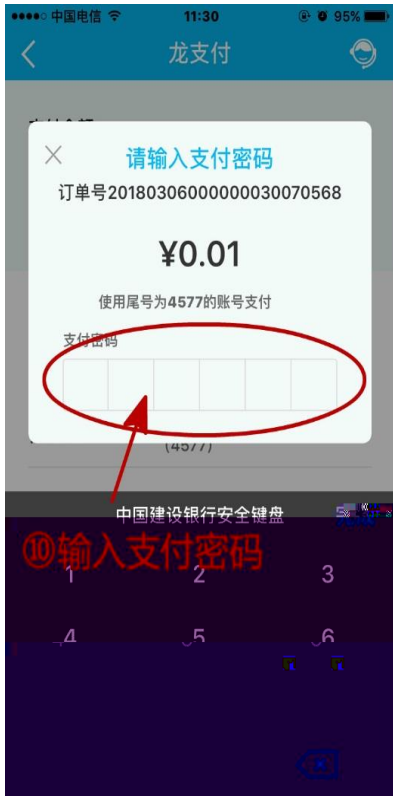 中国电信 11:30 95%
龙支付
请输入支付密码
订单号20180306000000030070568
¥0.01
使用尾号为4577的账号支付
支付密码
(4577)
中国建设银行安全键盘
⑩输入支付密码
1 2 3
4 5 6